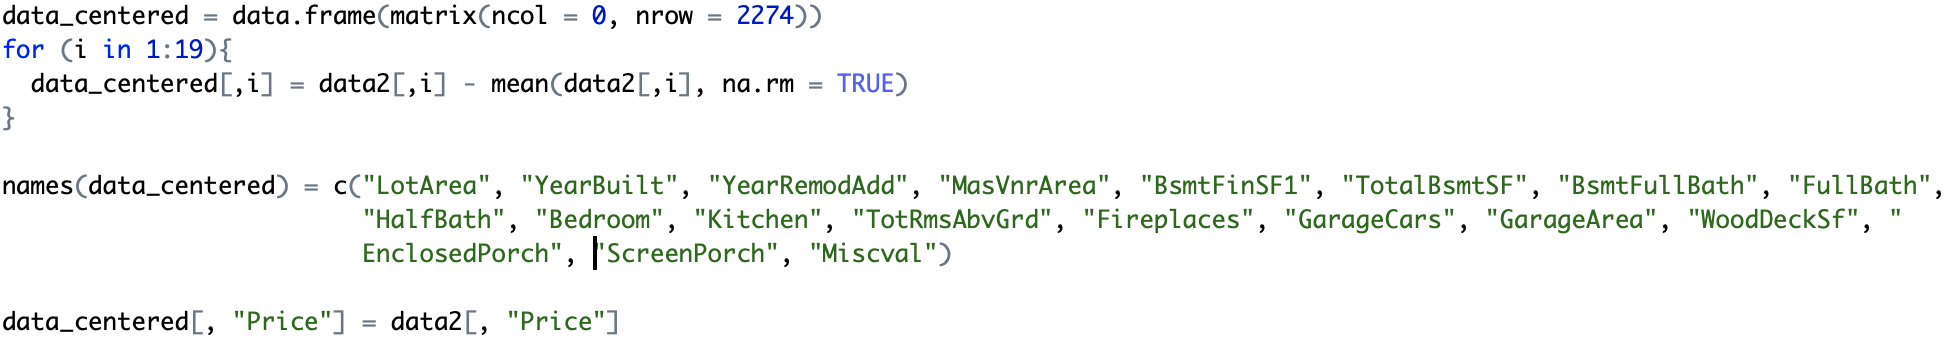 data_centered = data.frame(matrix(ncol = 0, nrow = 2274))
for (i in 1:19){
  data_centered[,i] = data2[,i] - mean(data2[,i], na.rm = TRUE)
}
names(data_centered) = c("LotArea", "YearBuilt", "YearRemodAdd", "MasVnrArea", "BsmtFinSF1", "TotalBsmtSF", "BsmtFullBath", "FullBath",
                         "HalfBath", "Bedroom", "Kitchen", "TotRmsAbvGrd", "Fireplaces", "GarageCars", "GarageArea", "WoodDeckSf", "
                         EnclosedPorch", "ScreenPorch", "Miscval")
data_centered[, "Price"] = data2[, "Price"]